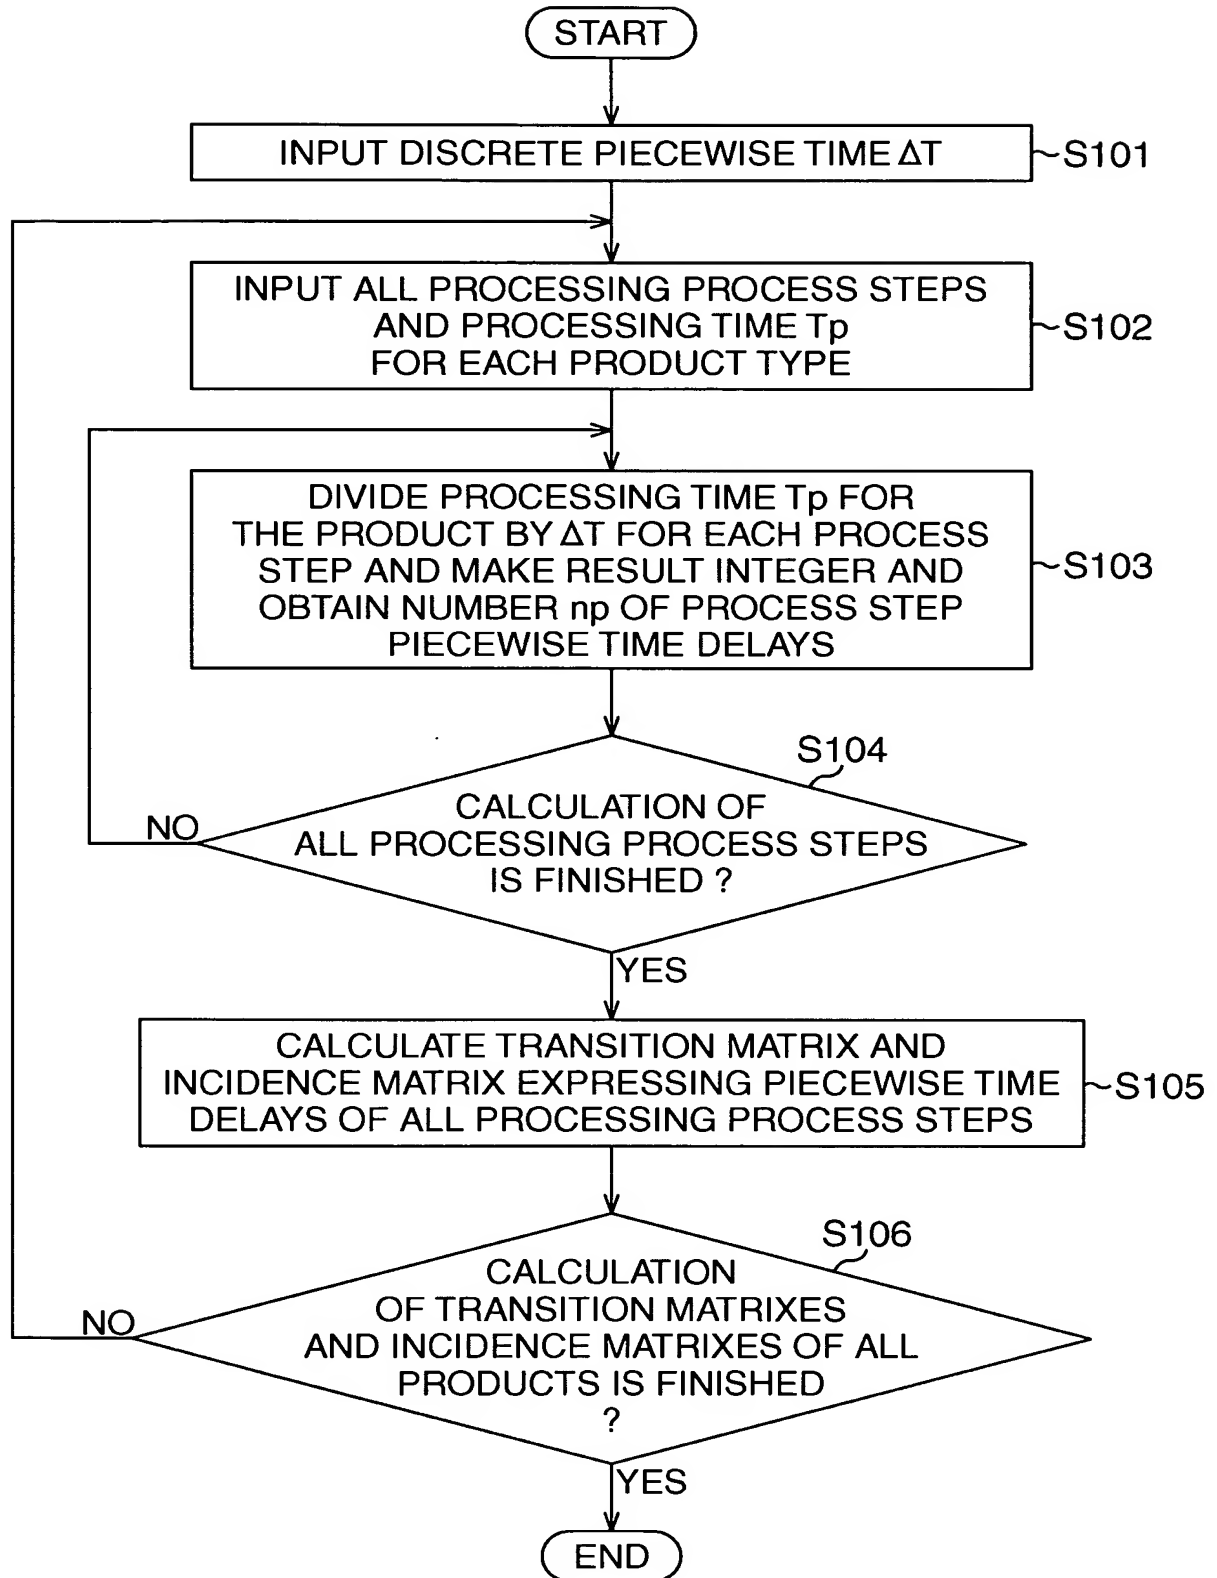 START
INPUT DISCRETE PIECEWISE TIME ΔT
S101
INPUT ALL PROCESSING PROCESS STEPS
AND PROCESSING TIME Tp
FOR EACH PRODUCT TYPE
S102
DIVIDE PROCESSING TIME Tp FOR
THE PRODUCT BY ΔT FOR EACH PROCESS
STEP AND MAKE RESULT INTEGER AND
OBTAIN NUMBER np OF PROCESS STEP
PIECEWISE TIME DELAYS
S103
S104
CALCULATION OF
ALL PROCESSING PROCESS STEPS
IS FINISHED ?
NO
YES
CALCULATE TRANSITION MATRIX AND
INCIDENCE MATRIX EXPRESSING PIECEWISE TIME
DELAYS OF ALL PROCESSING PROCESS STEPS
S105
S106
CALCULATION
OF TRANSITION MATRIXES
AND INCIDENCE MATRIXES OF ALL
PRODUCTS IS FINISHED
?
NO
YES
END